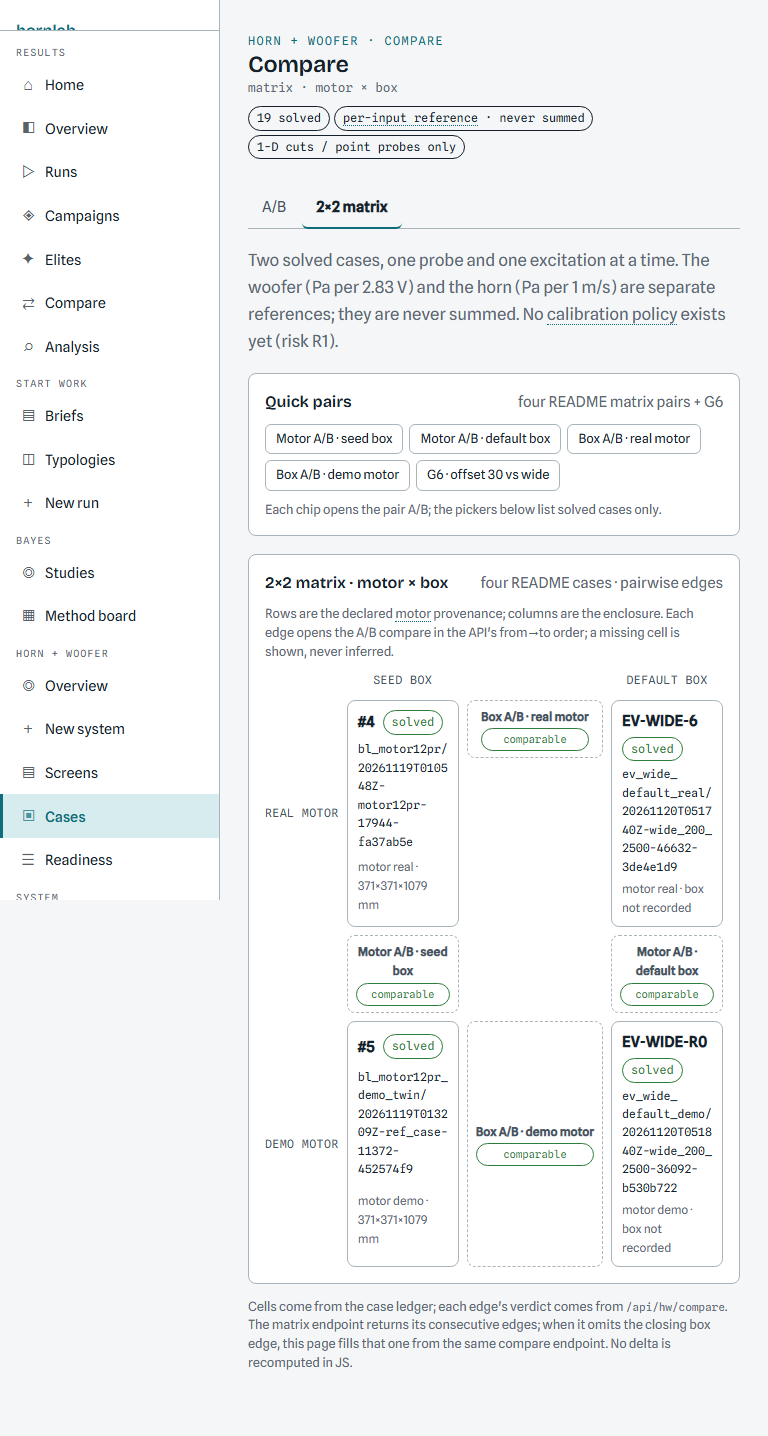 RESULTS
Home
Overview
Runs
Campaigns
Elites
Compare
Analysis
START WORK
Briefs
Typologies
New run
BAYES
Studies
Method board
HORN + WOOFER
Overview
New system
Screens
Cases
Readiness
SYSTEM
HORN + WOOFER · COMPARE
Compare
matrix · motor × box
19 solved
per-input reference · never summed
1-D cuts / point probes only
A/B
2×2 matrix
Two solved cases, one probe and one excitation at a time. The
woofer (Pa per 2.83 V) and the horn (Pa per 1 m/s) are separate
references; they are never summed. No calibration policy exists
yet (risk R1).
Quick pairs
four README matrix pairs + G6
Motor A/B · seed box
Motor A/B · default box
Box A/B · real motor
Box A/B · demo motor
G6 · offset 30 vs wide
Each chip opens the pair A/B; the pickers below list solved cases only.
2×2 matrix · motor × box
four README cases · pairwise edges
Rows are the declared motor provenance; columns are the enclosure. Each
edge opens the A/B compare in the API's from→to order; a missing cell is
shown, never inferred.
SEED BOX
DEFAULT BOX
REAL MOTOR
#4 solved
bl_motor12pr/
20261119T0105
48Z-
motor12pr-
17944-
fa37ab5e
motor real ·
371×371×1079
mm
Box A/B · real motor
comparable
EV-WIDE-6
solved
ev_wide_
default_real/
20261120T0517
40Z-wide_200_
2500-46632-
3de4e1d9
motor real · box
not recorded
Motor A/B · seed
box
comparable
Motor A/B ·
default box
comparable
DEMO MOTOR
#5 solved
bl_motor12pr_
demo_twin/
20261119T0132
09Z-ref_case-
11372-
452574f9
motor demo ·
371×371×1079
mm
Box A/B · demo motor
comparable
EV-WIDE-R0
solved
ev_wide_
default_demo/
20261120T0518
40Z-wide_200_
2500-36092-
b530b722
motor demo ·
box not
recorded
Cells come from the case ledger; each edge's verdict comes from /api/hw/compare.
The matrix endpoint returns its consecutive edges; when it omits the closing box
edge, this page fills that one from the same compare endpoint. No delta is
recomputed in JS.